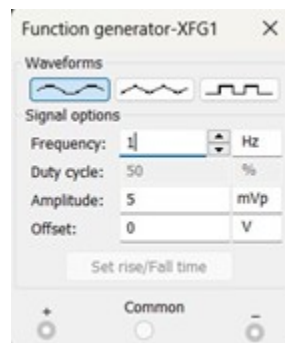 Function generator-XFG1
Waveforms
Signal options
Frequency: 1 Hz
Duty cycle: 50 %
Amplitude: 5 mVp
Offset: 0 V
Set rise/Fall time
+ Common -